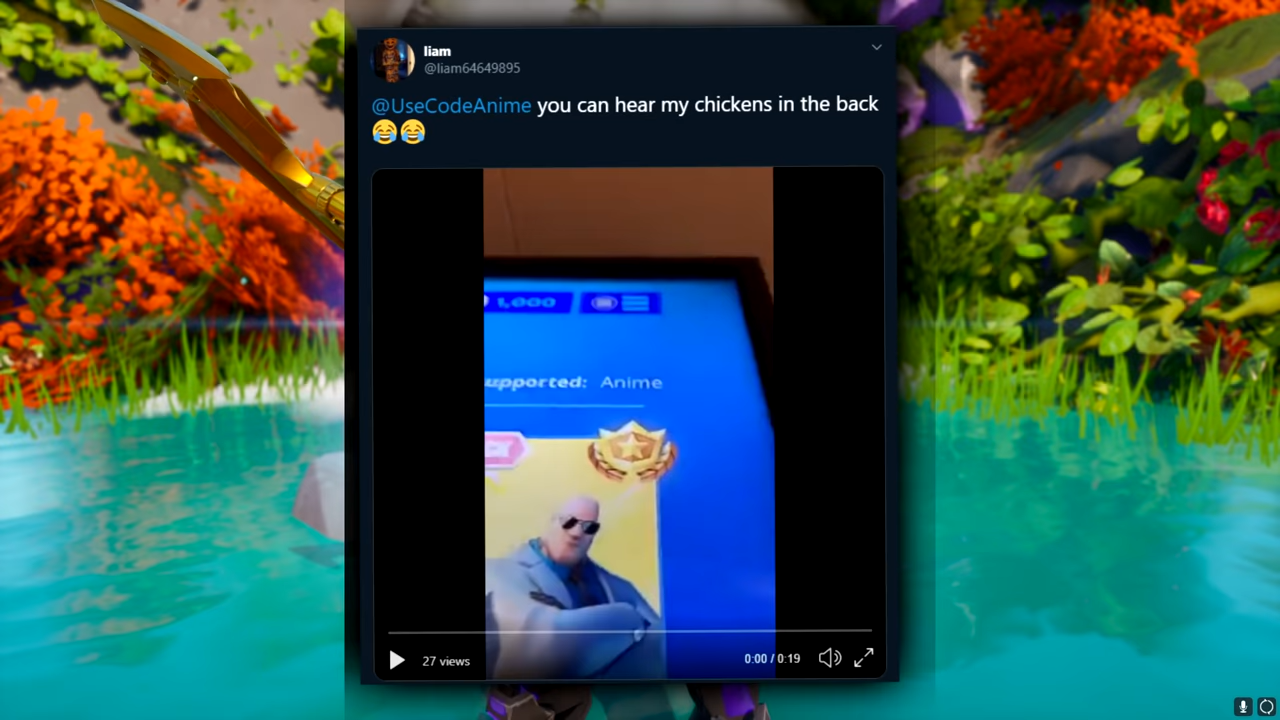 liam
@liam64649895
@UseCodeAnime you can hear my chickens in the back
😂😂
1,000
upported: Anime
27 views
0:00 / 0:19